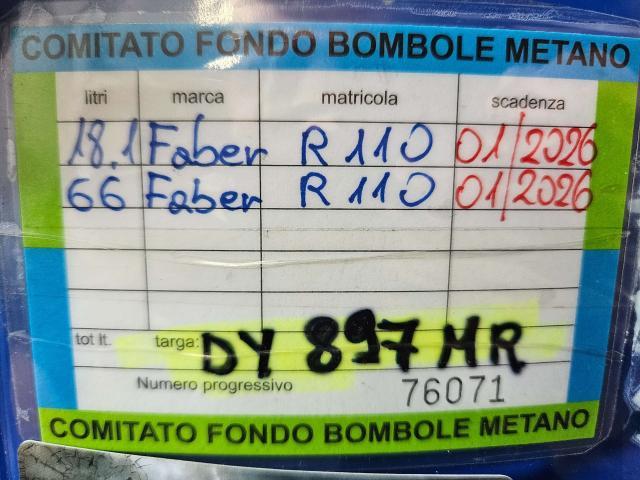 COMITATO FONDO BOMBOLE METANO
litri marca matricola scadenza
18.1 Faber R 110 01/2026
66 Faber R 110 01/2026
tot lt. targa: DY 897 MR
Numero progressivo 76071
COMITATO FONDO BOMBOLE METANO